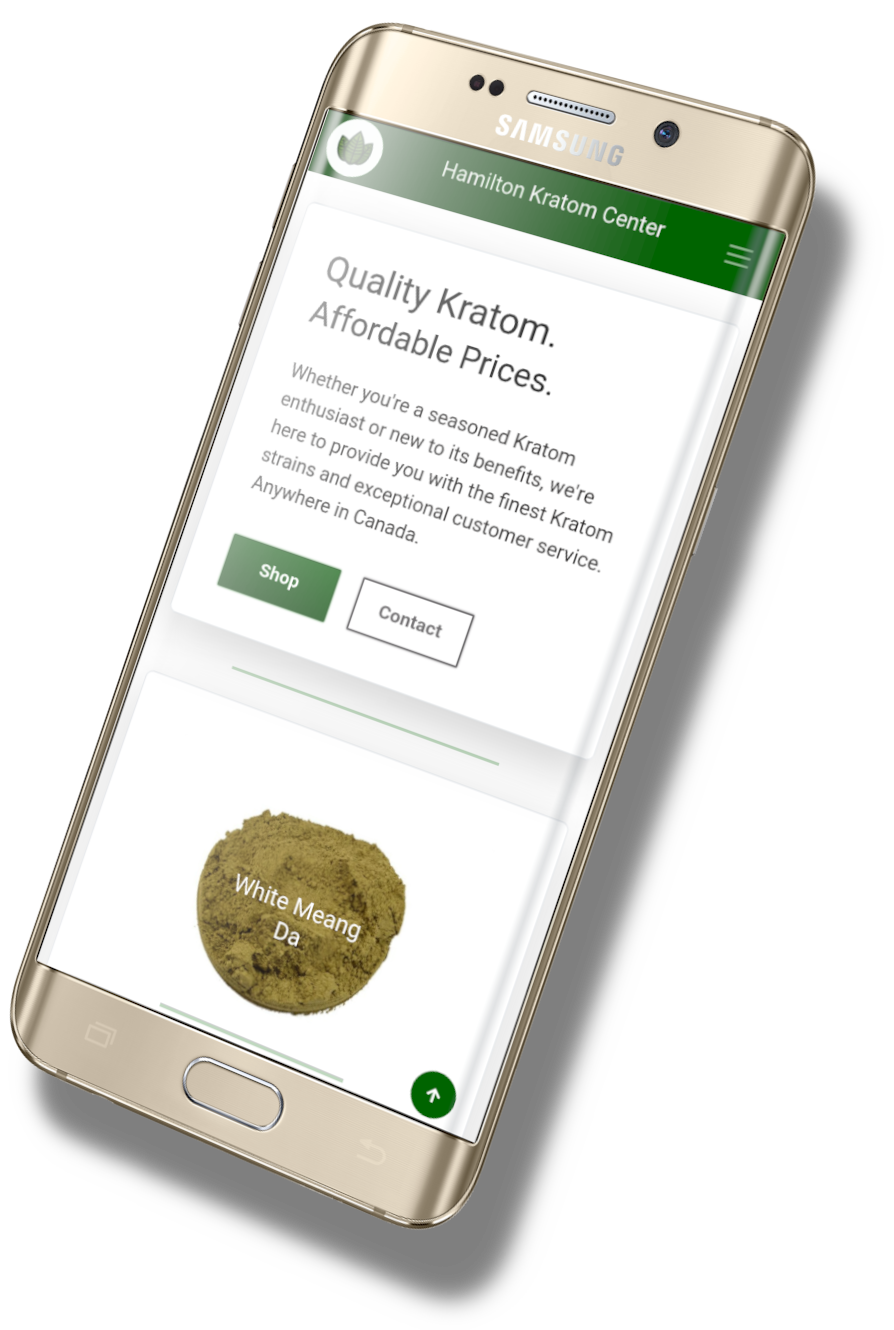 SAMSUNG
Hamilton Kratom Center
Quality Kratom.
Affordable Prices.
Whether you're a seasoned Kratom
enthusiast or new to its benefits, we're
here to provide you with the finest Kratom
strains and exceptional customer service.
Anywhere in Canada.
Shop
Contact
White Meang
Da